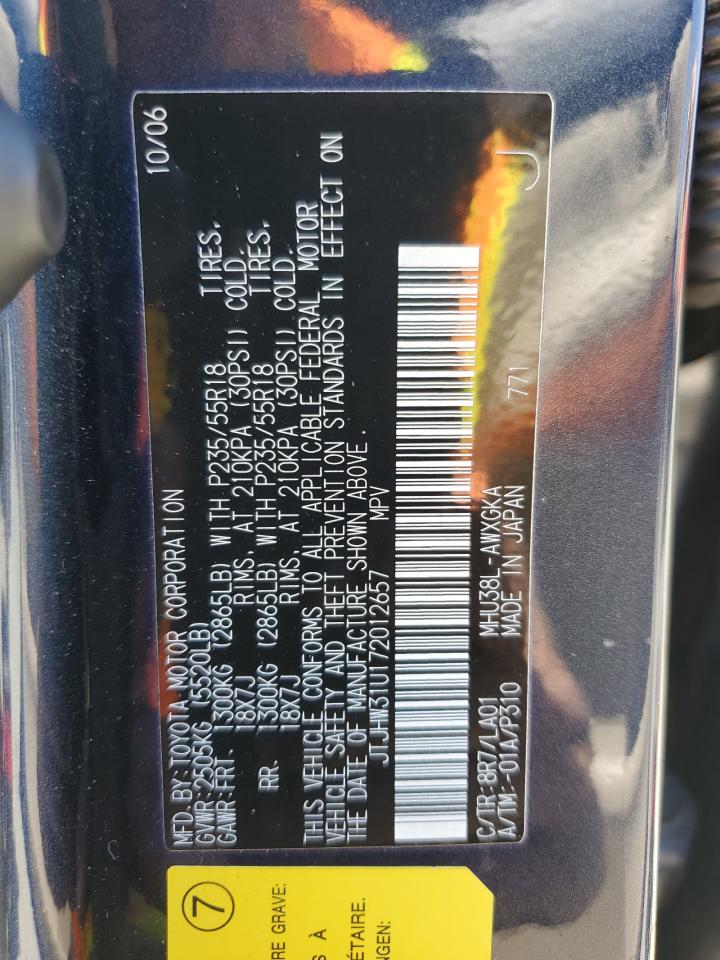 MFD. BY: TOYOTA MOTOR CORPORATION 10/06
GVWR: 2505KG (5520LB)
GAWR: FRT. 1300KG (2865LB) WITH P235/55R18 TIRES,
18X7J RIMS, AT 210KPA (30PSI) COLD.
RR. 1300KG (2865LB) WITH P235/55R18 TIRES,
18X7J RIMS, AT 210KPA (30PSI) COLD.
THIS VEHICLE CONFORMS TO ALL APPLICABLE FEDERAL MOTOR
VEHICLE SAFETY AND THEFT PREVENTION STANDARDS IN EFFECT ON
THE DATE OF MANUFACTURE SHOWN ABOVE.
JTJHW31U172012657 MPV
C/TR: 8R7/LA01 MHU38L-AWXGKA
A/TM: -01A/P310 MADE IN JAPAN 771 J
7
RE GRAVE:
S À
ÉTAIRE.
NGEN: